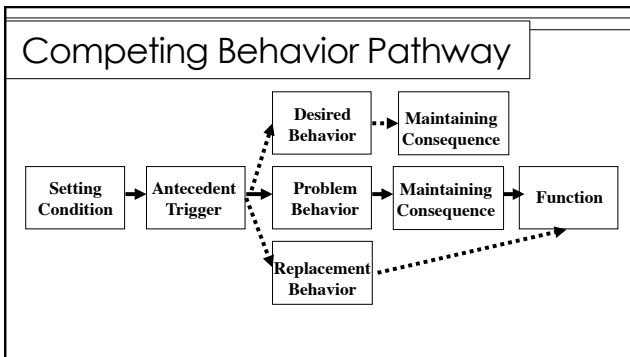 Competing Behavior Pathway
Desired
Behavior
Maintaining
Consequence
Setting
Condition
Antecedent
Trigger
Problem
Behavior
Maintaining
Consequence
Function
Replacement
Behavior